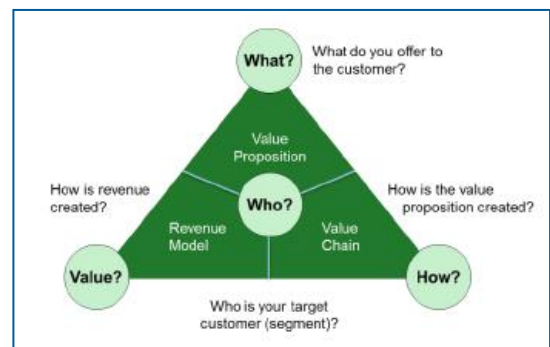 What?
What do you offer to
the customer?
Value
Proposition
How is revenue
created?
Who?
How is the value
proposition created?
Revenue
Model
Value
Chain
Value?
How?
Who is your target
customer (segment)?